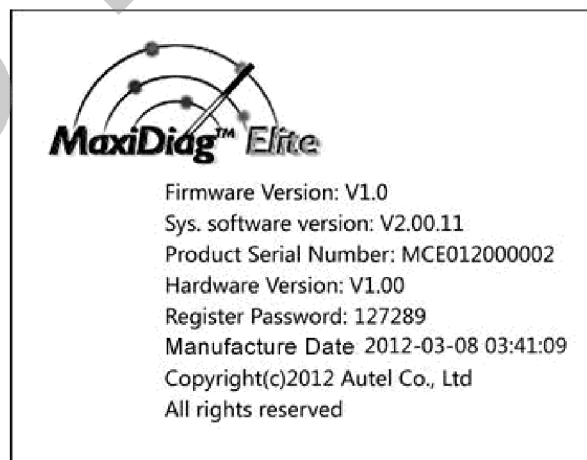 MaxiDiag™ Elite
Firmware Version: V1.0
Sys. software version: V2.00.11
Product Serial Number: MCE012000002
Hardware Version: V1.00
Register Password: 127289
Manufacture Date 2012-03-08 03:41:09
Copyright(c)2012 Autel Co., Ltd
All rights reserved